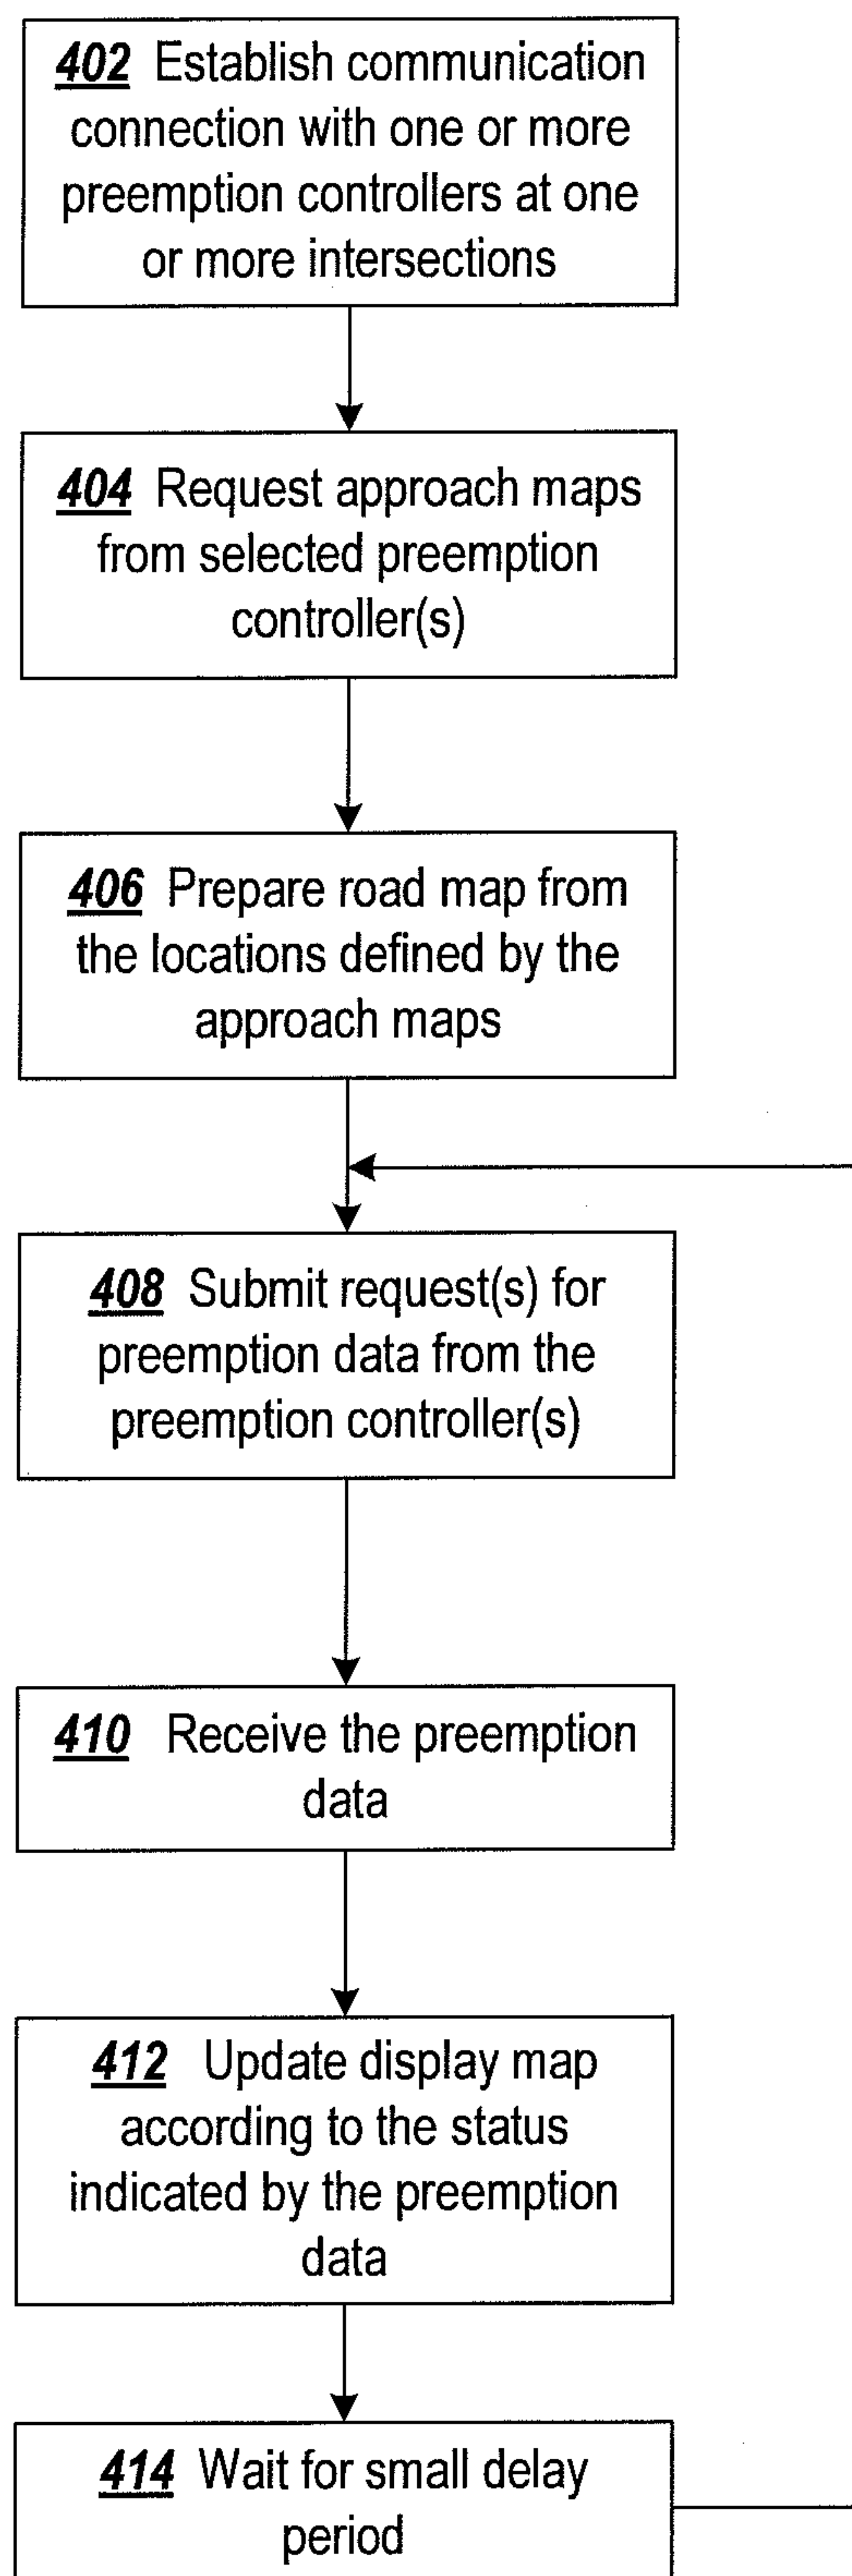 402 Establish communication
connection with one or more
preemption controllers at one
or more intersections
404 Request approach maps
from selected preemption
controller(s)
406 Prepare road map from
the locations defined by the
approach maps
408 Submit request(s) for
preemption data from the
preemption controller(s)
410 Receive the preemption
data
412 Update display map
according to the status
indicated by the preemption
data
414 Wait for small delay
period